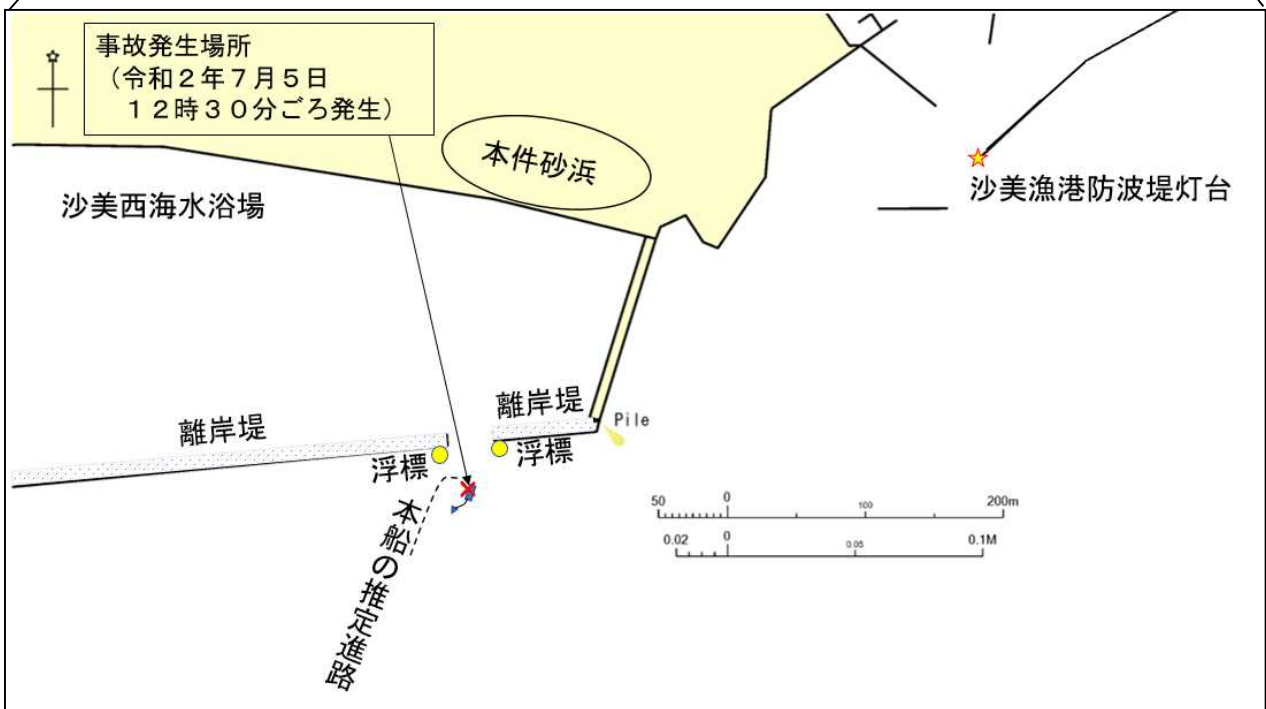 事故発生場所
（令和２年７月５日
１２時３０分ごろ発生）
本件砂浜
沙美漁港防波堤灯台
沙美西海水浴場
離岸堤
Pile
離岸堤
浮標
浮標
本船の推定進路
50 0 100 200m
0.02 0 0.05 0.1M